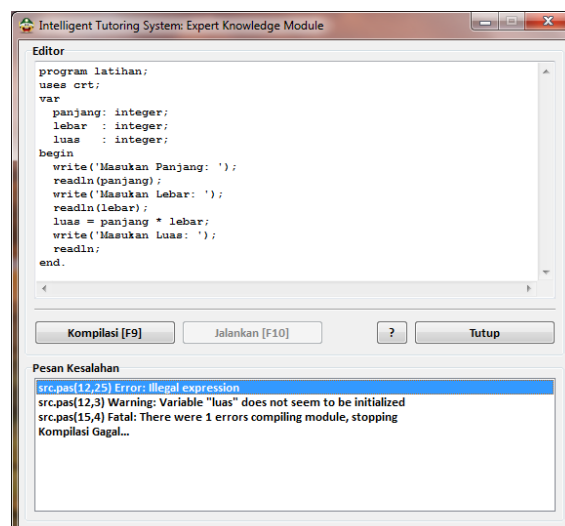 Intelligent Tutoring System: Expert Knowledge Module
Editor
program latihan;
uses crt;
var
  panjang: integer;
  lebar  : integer;
  luas   : integer;
begin
  write('Masukan Panjang: ');
  readln(panjang);
  write('Masukan Lebar: ');
  readln(lebar);
  luas = panjang * lebar;
  write('Masukan Luas: ');
  readln;
end.
Kompilasi [F9] Jalankan [F10] ? Tutup
Pesan Kesalahan
src.pas(12,25) Error: Illegal expression
src.pas(12,3) Warning: Variable "luas" does not seem to be initialized
src.pas(15,4) Fatal: There were 1 errors compiling module, stopping
Kompilasi Gagal...